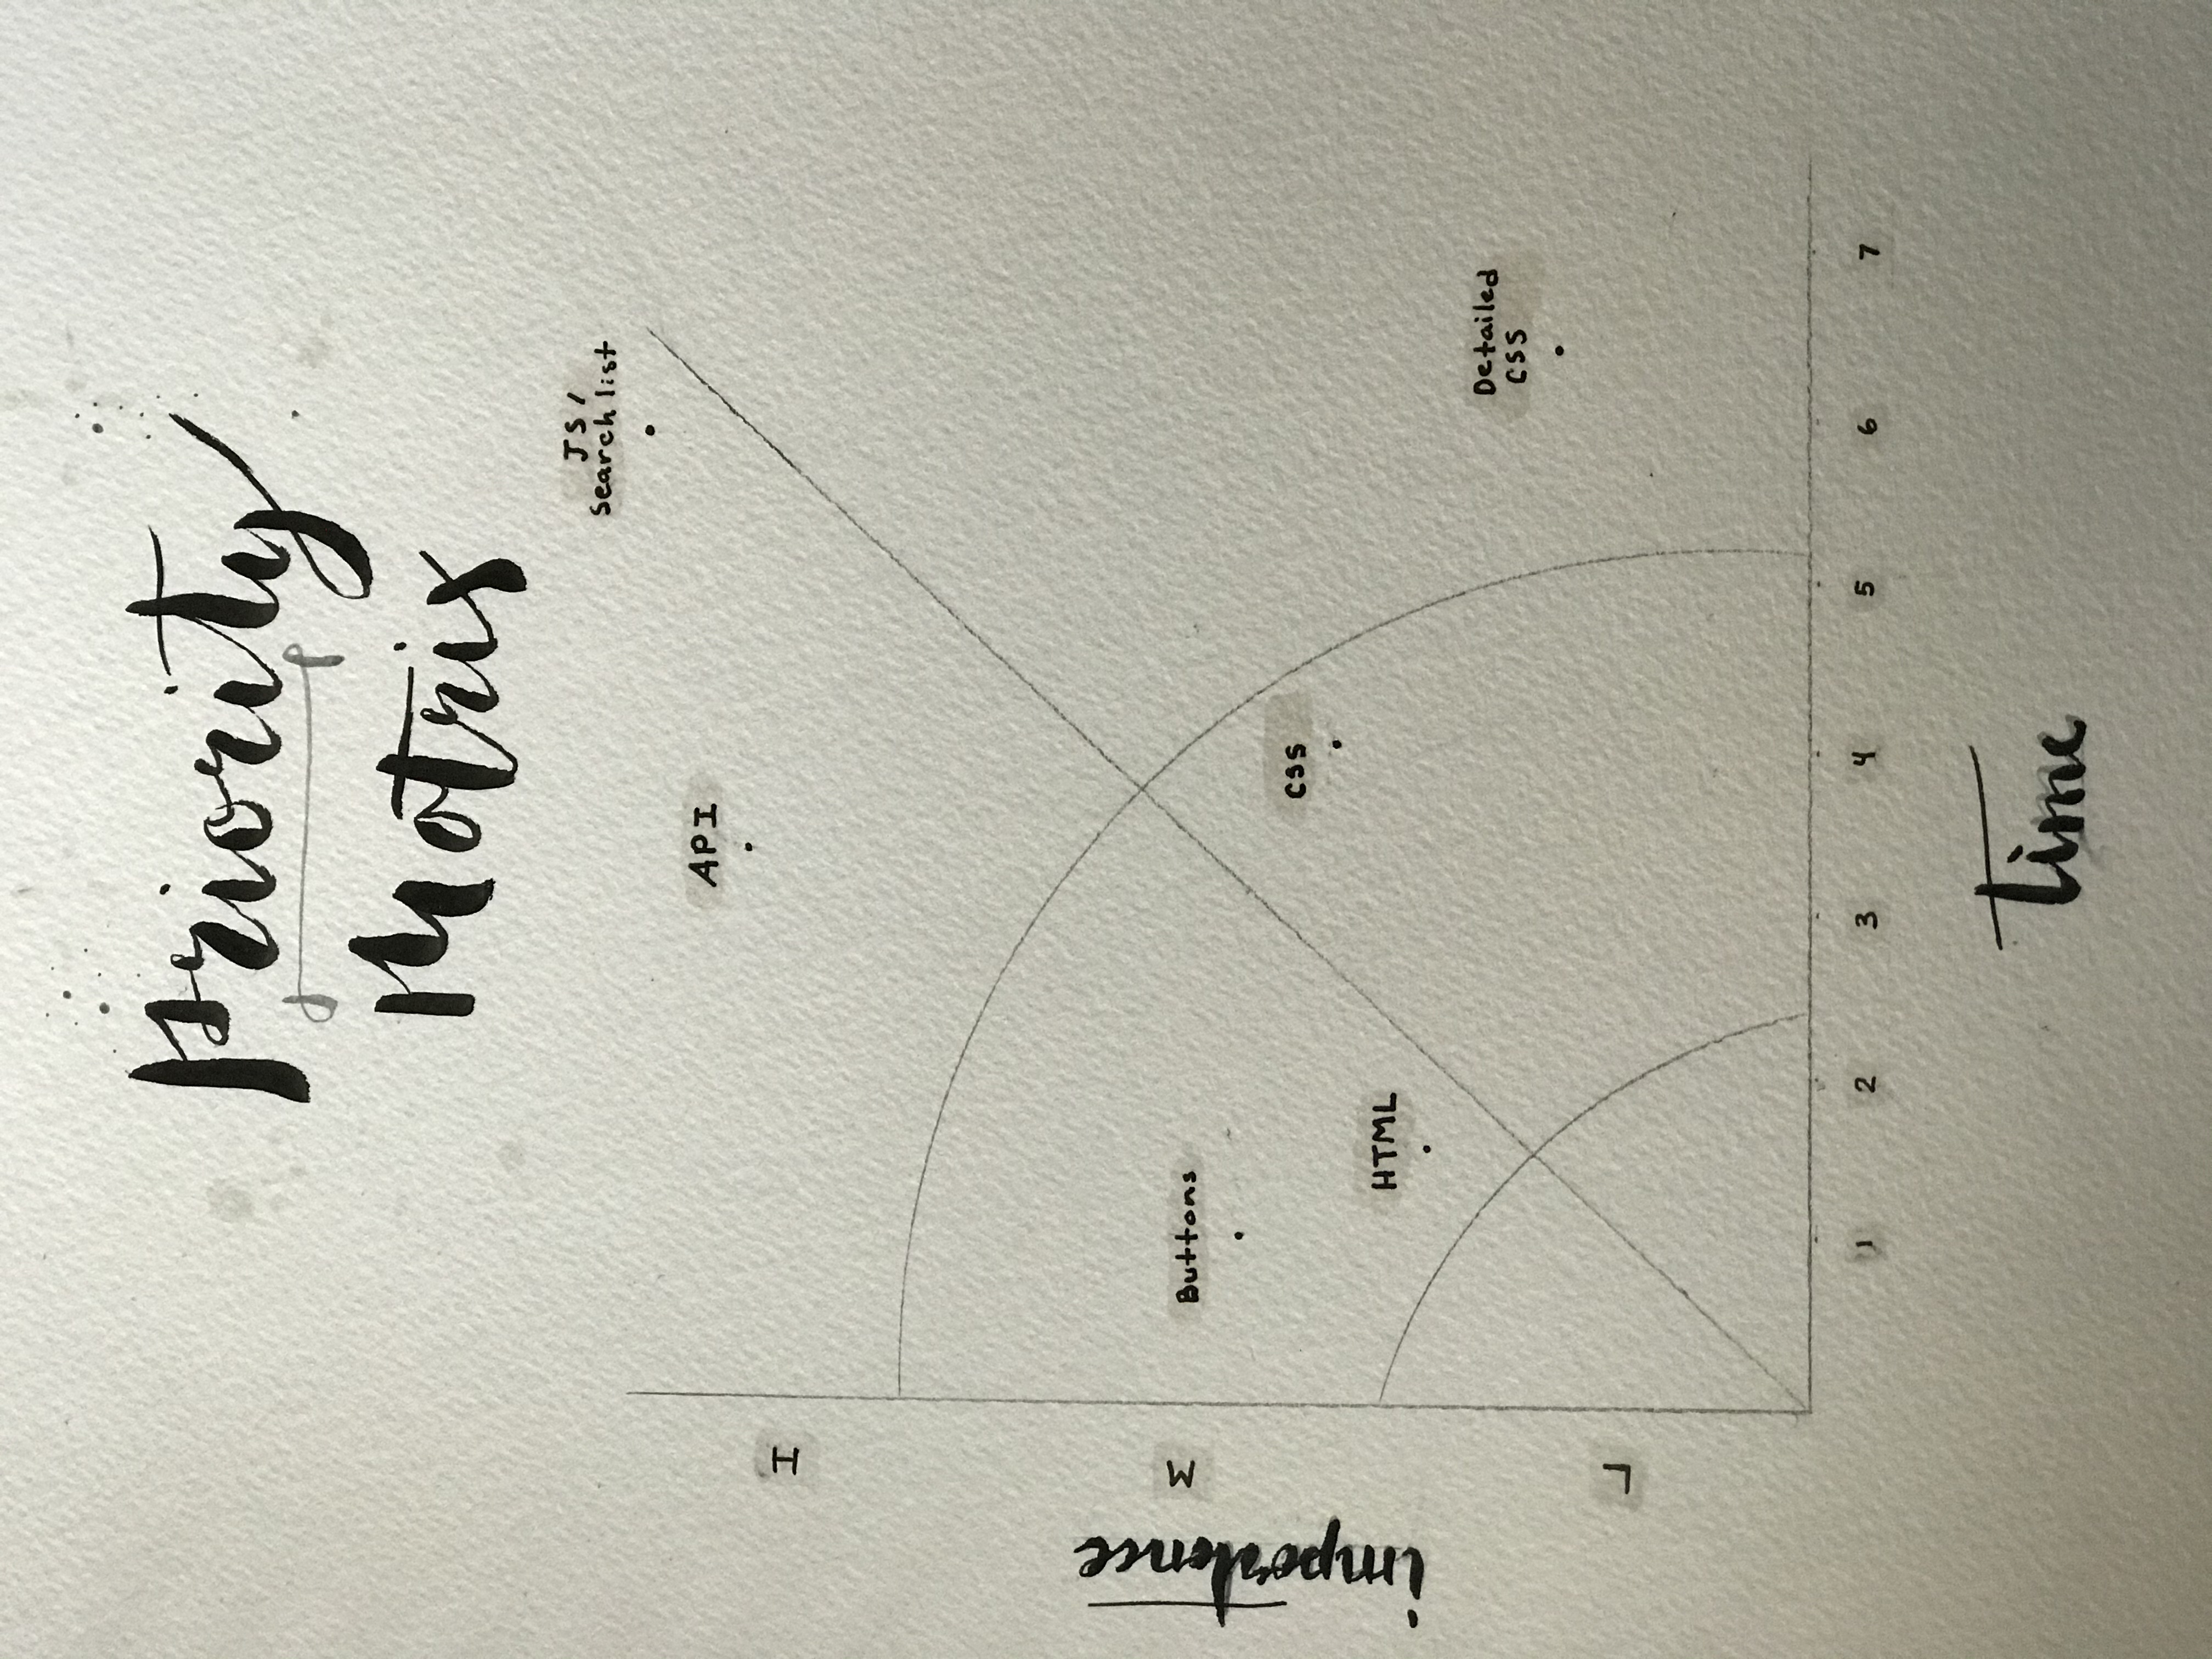 Priority
Matrix
JS /
Search list
API
H
importance
M
Buttons
CSS
HTML
Detailed
CSS
L
1 2 3 4 5 6 7
time